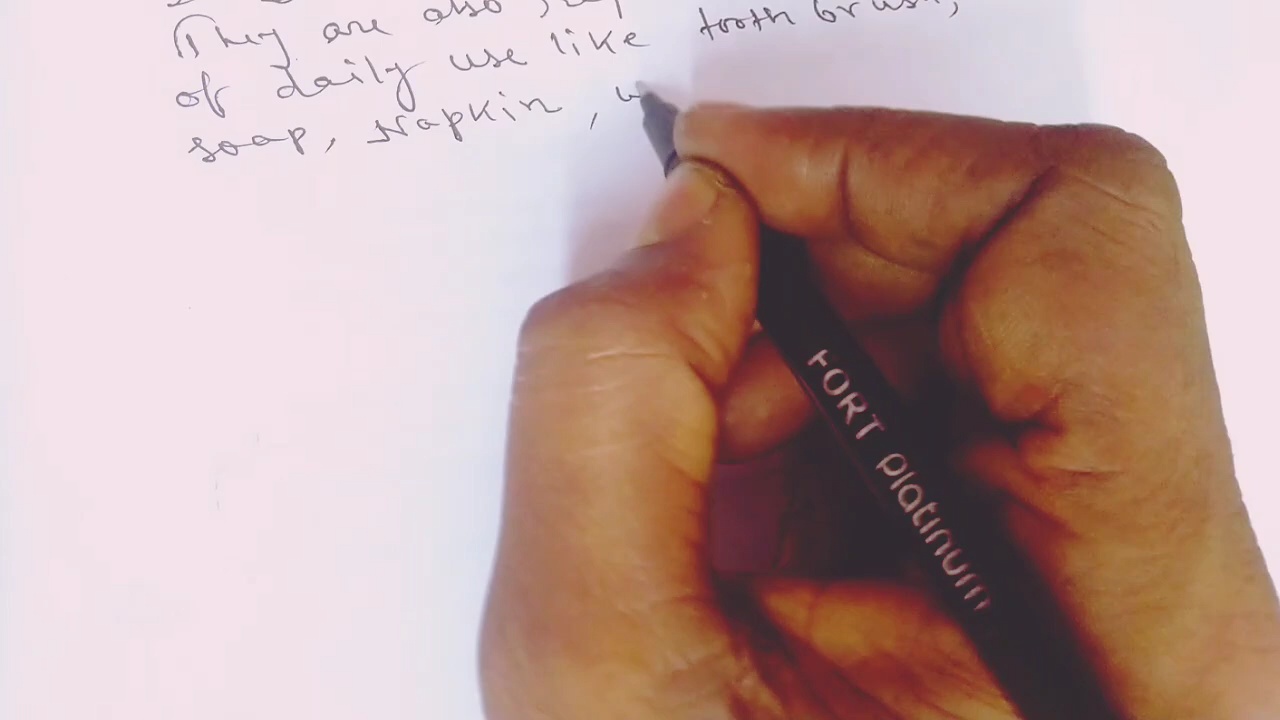 They are also
of daily use like tooth brush,
soap, Napkin,
FORT platinum